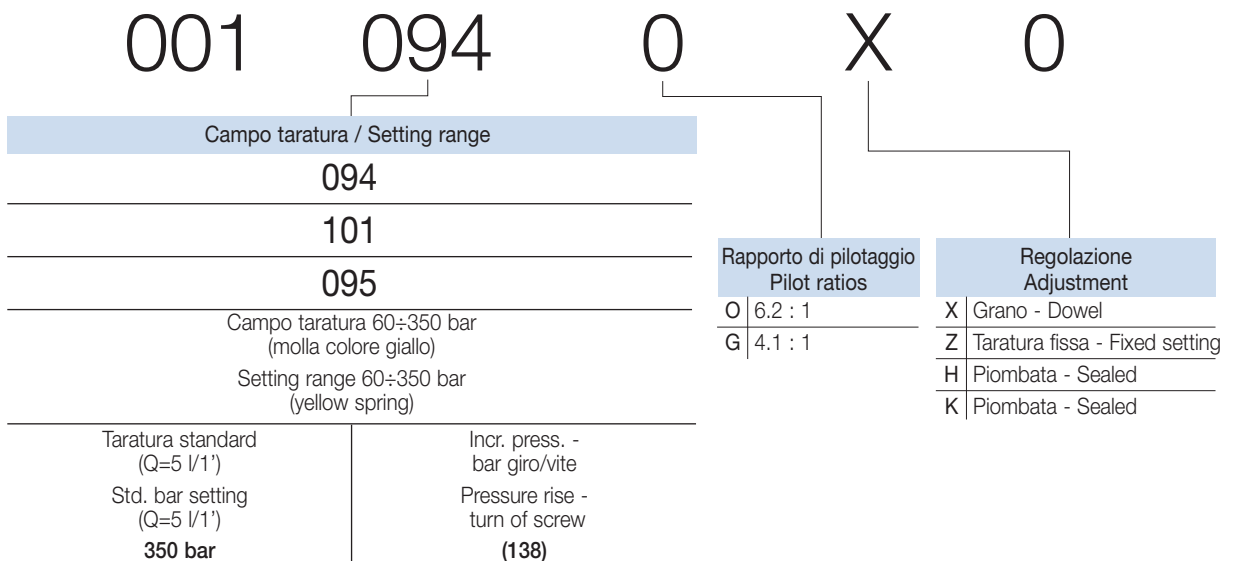 001 094 0 X 0
Campo taratura / Setting range
094
101
095
Campo taratura 60÷350 bar
(molla colore giallo)
Setting range 60÷350 bar
(yellow spring)
Taratura standard
(Q=5 l/1')
Std. bar setting
(Q=5 l/1')
350 bar
Incr. press. -
bar giro/vite
Pressure rise -
turn of screw
(138)
Rapporto di pilotaggio
Pilot ratios
O 6.2 : 1
G 4.1 : 1
Regolazione
Adjustment
X Grano - Dowel
Z Taratura fissa - Fixed setting
H Piombata - Sealed
K Piombata - Sealed